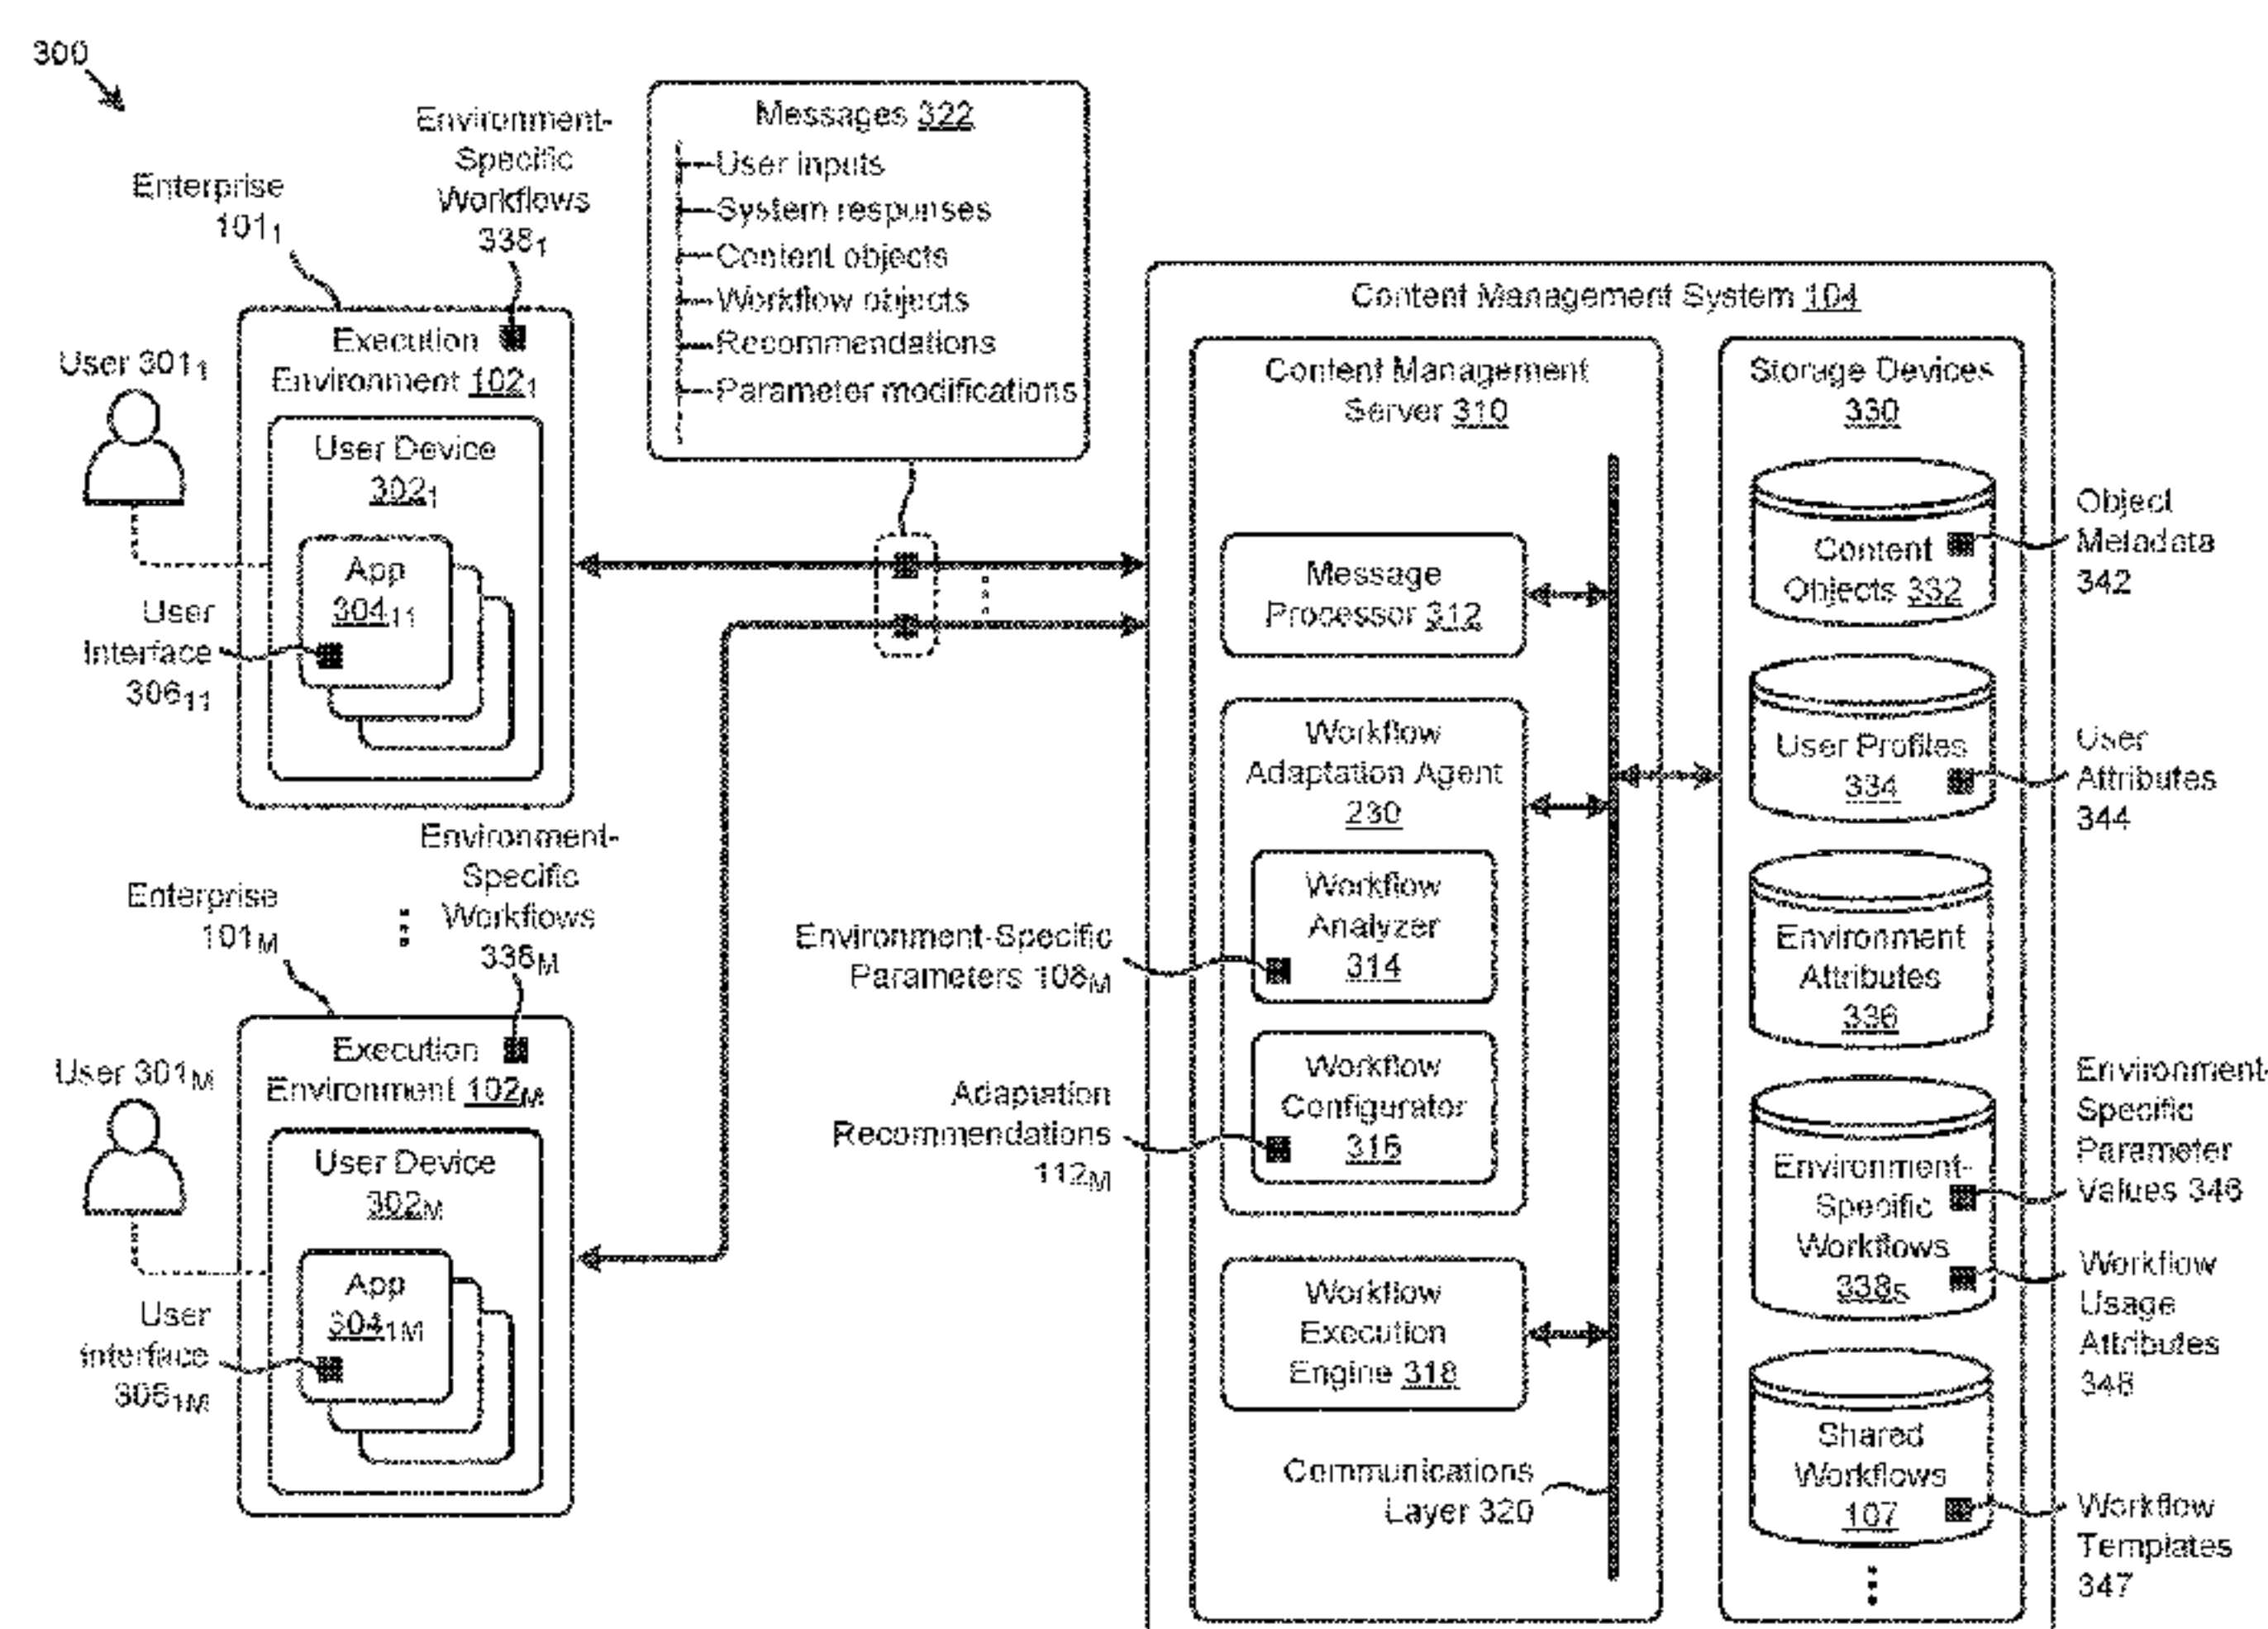 300
Environment-
Specific
Workflows
338₁
Enterprise
101₁
Execution
Environment 102₁
User 301₁
User Device
302₁
App
304₁₁
User
Interface
306₁₁
Messages 322
User inputs
System responses
Content objects
Workflow objects
Recommendations
Parameter modifications
Environment-
Specific
Workflows
338M
Enterprise
101M
Execution
Environment 102M
User 301M
User Device
302M
App
304₁M
User
Interface
306₁M
Content Management System 104
Content Management
Server 310
Message
Processor 312
Workflow
Adaptation Agent
230
Workflow
Analyzer
314
Environment-Specific
Parameters 108M
Workflow
Configurator
316
Adaptation
Recommendations
112M
Workflow
Execution
Engine 318
Communications
Layer 320
Storage Devices
330
Content
Objects 332
Object
Metadata
342
User Profiles
334
User
Attributes
344
Environment
Attributes
336
Environment-
Specific
Workflows
338S
Environment-
Specific
Parameter
Values 346
Workflow
Usage
Attributes
348
Shared
Workflows
107
Workflow
Templates
347